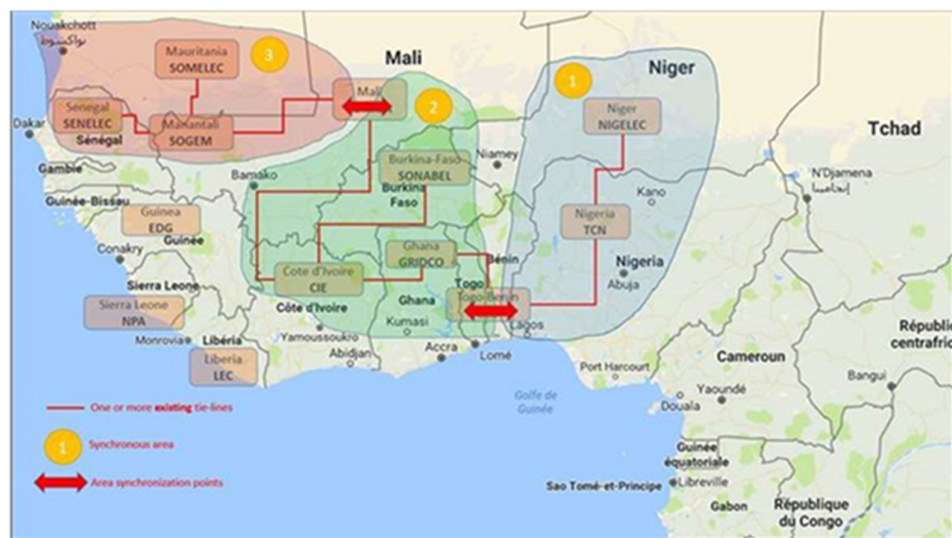 Nouakchott
نواكشوط
Mauritania
SOMELEC
3
Mali
Mali
2
1
Niger
Niger
NIGELEC
Tchad
Senegal
SENELEC
Sénégal
Manantali
SOGEM
Dakar
Gambie
Bamako
Burkina-Faso
SONABEL
Burkina
Faso
Niamey
Kano
N'Djamena
إنجامينا
Guinée-Bissau
Guinea
EDG
Guinée
Conakry
Nigeria
TCN
Nigeria
Abuja
Ghana
GRIDCO
Bénin
Cote d'Ivoire
CIE
Togo
Togo-Benin
Lagos
Sierra Leone
Sierra Leone
NPA
Côte d'Ivoire
Ghana
Kumasi
Monrovia
Libéria
Liberia
LEC
Yamoussoukro
Abidjan
Accra
Lomé
Port Harcourt
Cameroun
Républi
centrafric
Bangui
Yaoundé
Douala
Golfe de
Guinée
One or more existing tie-lines
1
Synchronous area
Area synchronization points
Guinée
équatoriale
Sao Tomé-et-Principe
Libreville
Gabon
République
du Congo